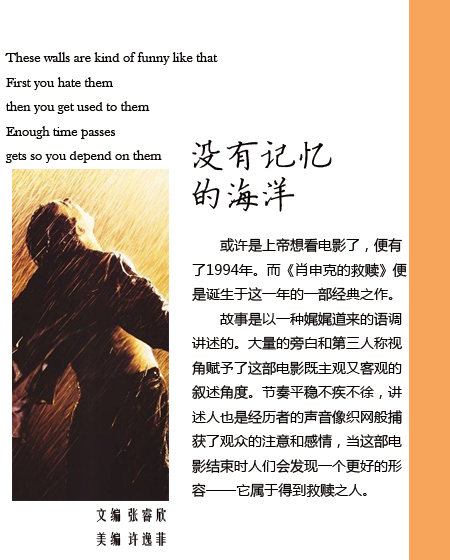 These walls are kind of funny like that
First you hate them
then you get used to them
Enough time passes
gets so you depend on them
没有记忆
的海洋
或许是上帝想看电影了，便有
了1994年。而《肖申克的救赎》便
是诞生于这一年的一部经典之作。
故事是以一种娓娓道来的语调
讲述的。大量的旁白和第三人称视
角赋予了这部电影既主观又客观的
叙述角度。节奏平稳不疾不徐，讲
述人也是经历者的声音像织网般捕
获了观众的注意和感情，当这部电
影结束时人们会发现一个更好的形
容——它属于得到救赎之人。
文编 张睿欣
美编 许逸菲